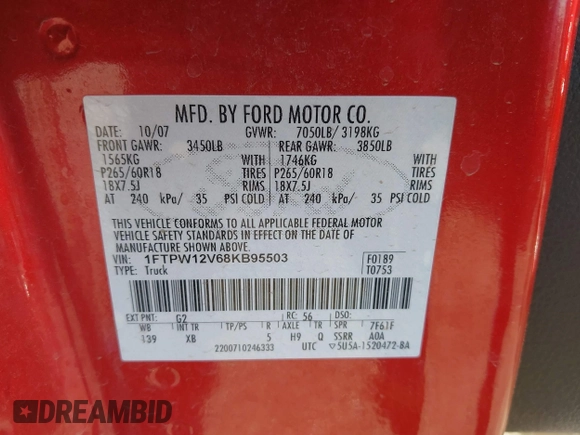 MFD. BY FORD MOTOR CO.
DATE: 10/07 GVWR: 7050LB/ 3198KG
FRONT GAWR: 3450LB REAR GAWR: 3850LB
1565KG WITH 1746KG WITH
P265/60R18 TIRES P265/60R18 TIRES
18X7.5J RIMS 18X7.5J RIMS
AT 240 kPa/ 35 PSI COLD AT 240 kPa/ 35 PSI COLD
THIS VEHICLE CONFORMS TO ALL APPLICABLE FEDERAL MOTOR
VEHICLE SAFETY STANDARDS IN EFFECT ON THE DATE OF
MANUFACTURE SHOWN ABOVE.
VIN: 1FTPW12V68KB95503 F0189
TYPE: Truck T0753
EXT PNT: G2 RC: 56 DSO:
WB INT TR TP/PS R AXLE TR SPR 7F61F
139 XB 5 H9 Q SSRR A0A
2200710246333 UTC 5U5A-1520472-BA
DREAMBID